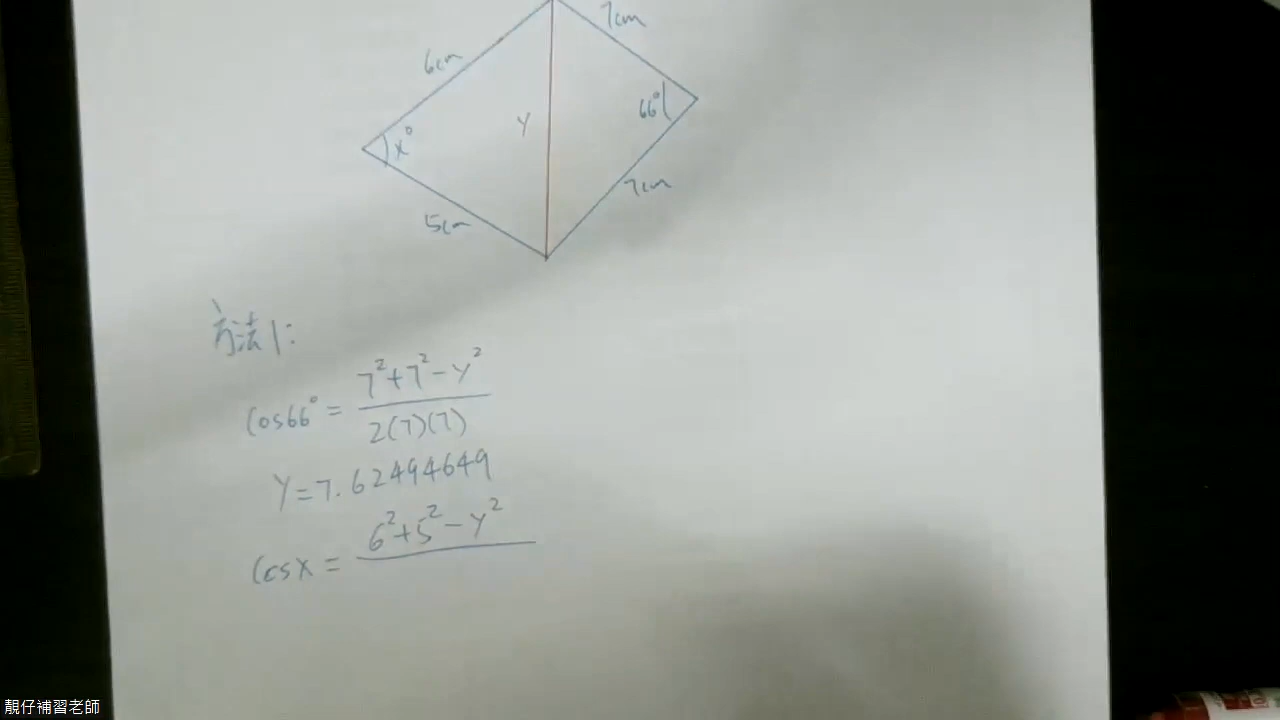 7cm
6cm
66°
y
x°
7cm
5cm
方法1:
cos66° = 7²+7²-y² / 2(7)(7)
y=7.62494649
cosx = 6²+5²-y²
靚仔補習老師